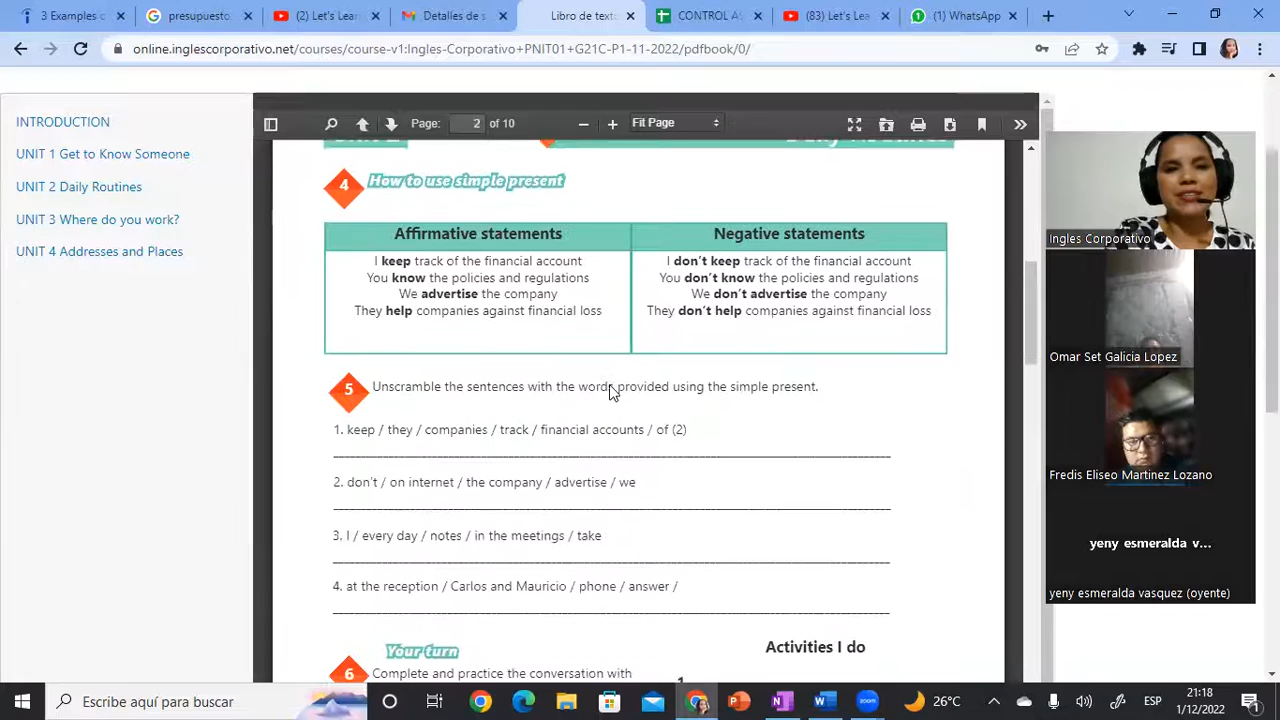 3 Examples c
presupuesto
(2) Let's Lear
Detalles de s
Libro de text
CONTROL AS
(83) Let's Lea
(1) WhatsApp
online.inglescorporativo.net/courses/course-v1:Ingles-Corporativo+PNIT01+G21C-P1-11-2022/pdfbook/0/
INTRODUCTION
UNIT 1 Get to Know Someone
UNIT 2 Daily Routines
UNIT 3 Where do you work?
UNIT 4 Addresses and Places
Page: 2 of 10
Fit Page
Daily Routines
4 How to use simple present
Affirmative statements
I keep track of the financial account
You know the policies and regulations
We advertise the company
They help companies against financial loss
Negative statements
I don't keep track of the financial account
You don't know the policies and regulations
We don't advertise the company
They don't help companies against financial loss
5 Unscramble the sentences with the words provided using the simple present.
1. keep / they / companies / track / financial accounts / of (2)
2. don't / on internet / the company / advertise / we
3. I / every day / notes / in the meetings / take
4. at the reception / Carlos and Mauricio / phone / answer /
Your turn
Activities I do
6 Complete and practice the conversation with
1
Ingles Corporativo
Omar Set Galicia Lopez
Fredis Eliseo Martinez Lozano
yeny esmeralda v...
yeny esmeralda vasquez (oyente)
Escribe aquí para buscar
26°C
ESP
21:18
1/12/2022